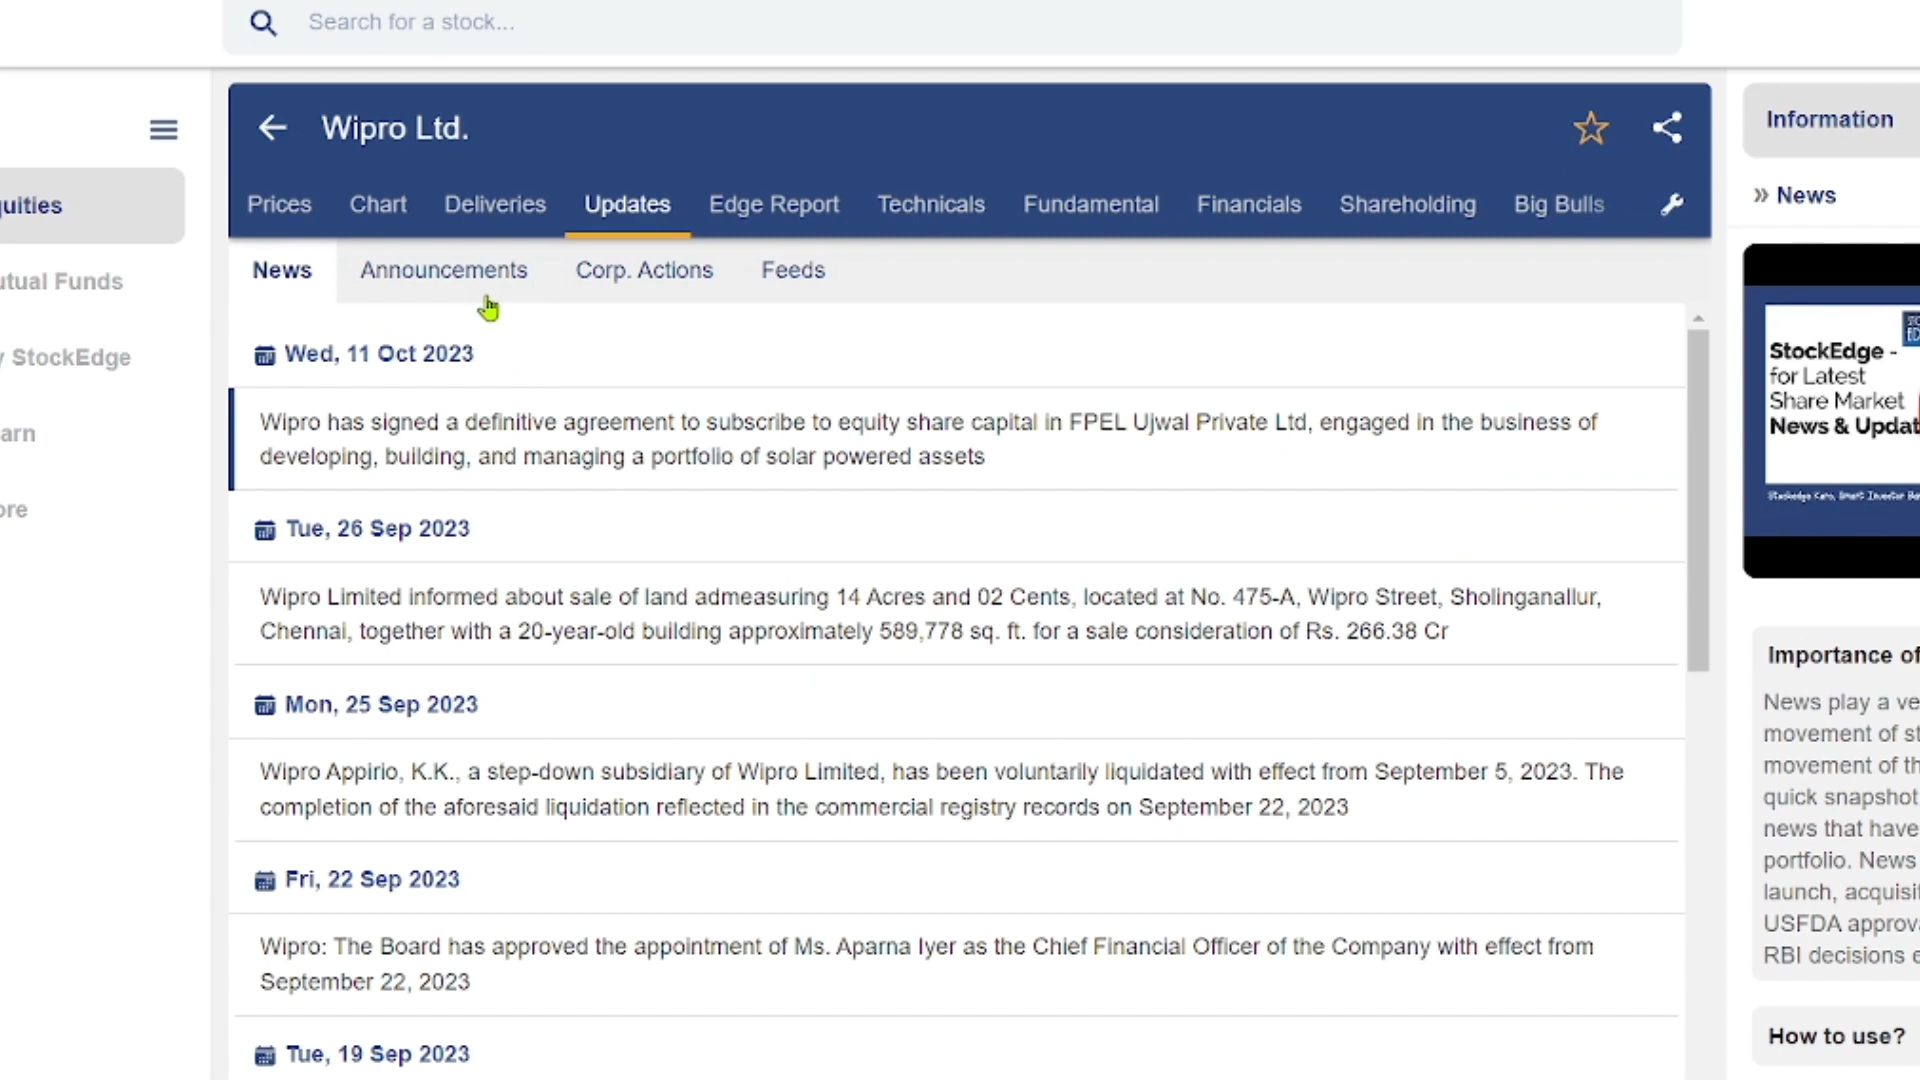 Search for a stock...
Wipro Ltd.
Prices Chart Deliveries Updates Edge Report Technicals Fundamental Financials Shareholding Big Bulls
News Announcements Corp. Actions Feeds
Wed, 11 Oct 2023
Wipro has signed a definitive agreement to subscribe to equity share capital in FPEL Ujwal Private Ltd, engaged in the business of
developing, building, and managing a portfolio of solar powered assets
Tue, 26 Sep 2023
Wipro Limited informed about sale of land admeasuring 14 Acres and 02 Cents, located at No. 475-A, Wipro Street, Sholinganallur,
Chennai, together with a 20-year-old building approximately 589,778 sq. ft. for a sale consideration of Rs. 266.38 Cr
Mon, 25 Sep 2023
Wipro Appirio, K.K., a step-down subsidiary of Wipro Limited, has been voluntarily liquidated with effect from September 5, 2023. The
completion of the aforesaid liquidation reflected in the commercial registry records on September 22, 2023
Fri, 22 Sep 2023
Wipro: The Board has approved the appointment of Ms. Aparna Iyer as the Chief Financial Officer of the Company with effect from
September 22, 2023
Tue, 19 Sep 2023
quities
utual Funds
y StockEdge
arn
ore
Information
» News
StockEdge -
for Latest
Share Market
News & Updat
Importance of
News play a ve
movement of st
movement of th
quick snapshot
news that have
portfolio. News
launch, acquisit
USFDA approva
RBI decisions e
How to use?